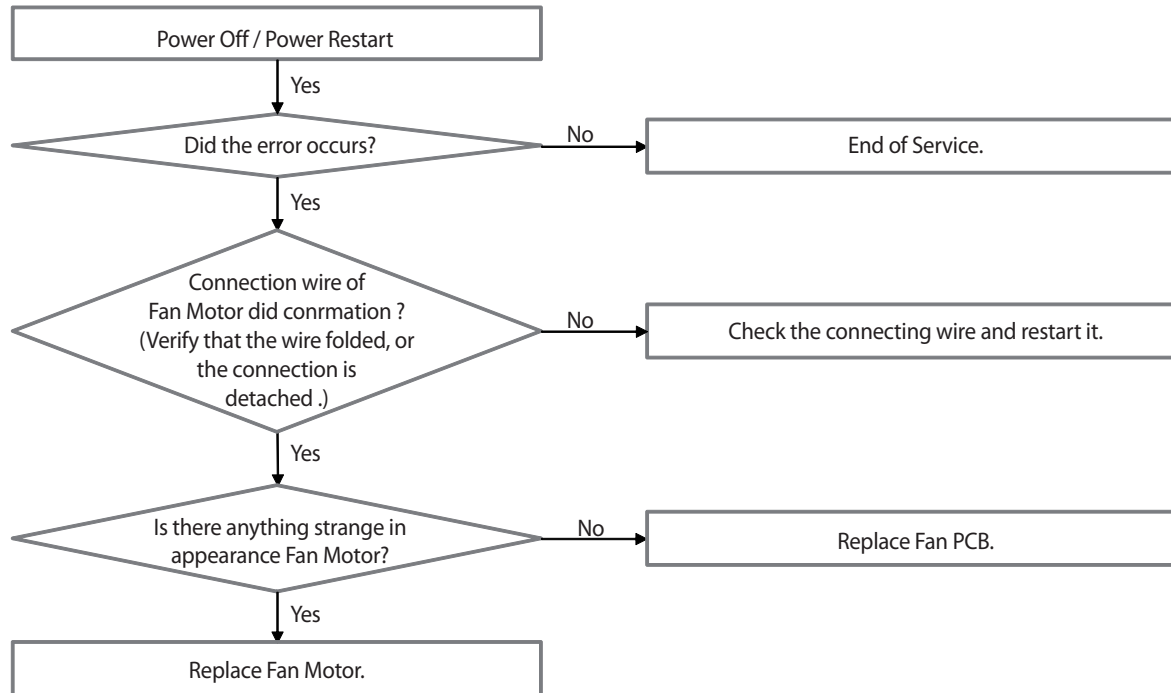 Power Off / Power Restart
Yes
Did the error occurs?
No
End of Service.
Yes
Connection wire of
Fan Motor did conrmation ?
(Verify that the wire folded, or
the connection is
detached .)
No
Check the connecting wire and restart it.
Yes
Is there anything strange in
appearance Fan Motor?
No
Replace Fan PCB.
Yes
Replace Fan Motor.